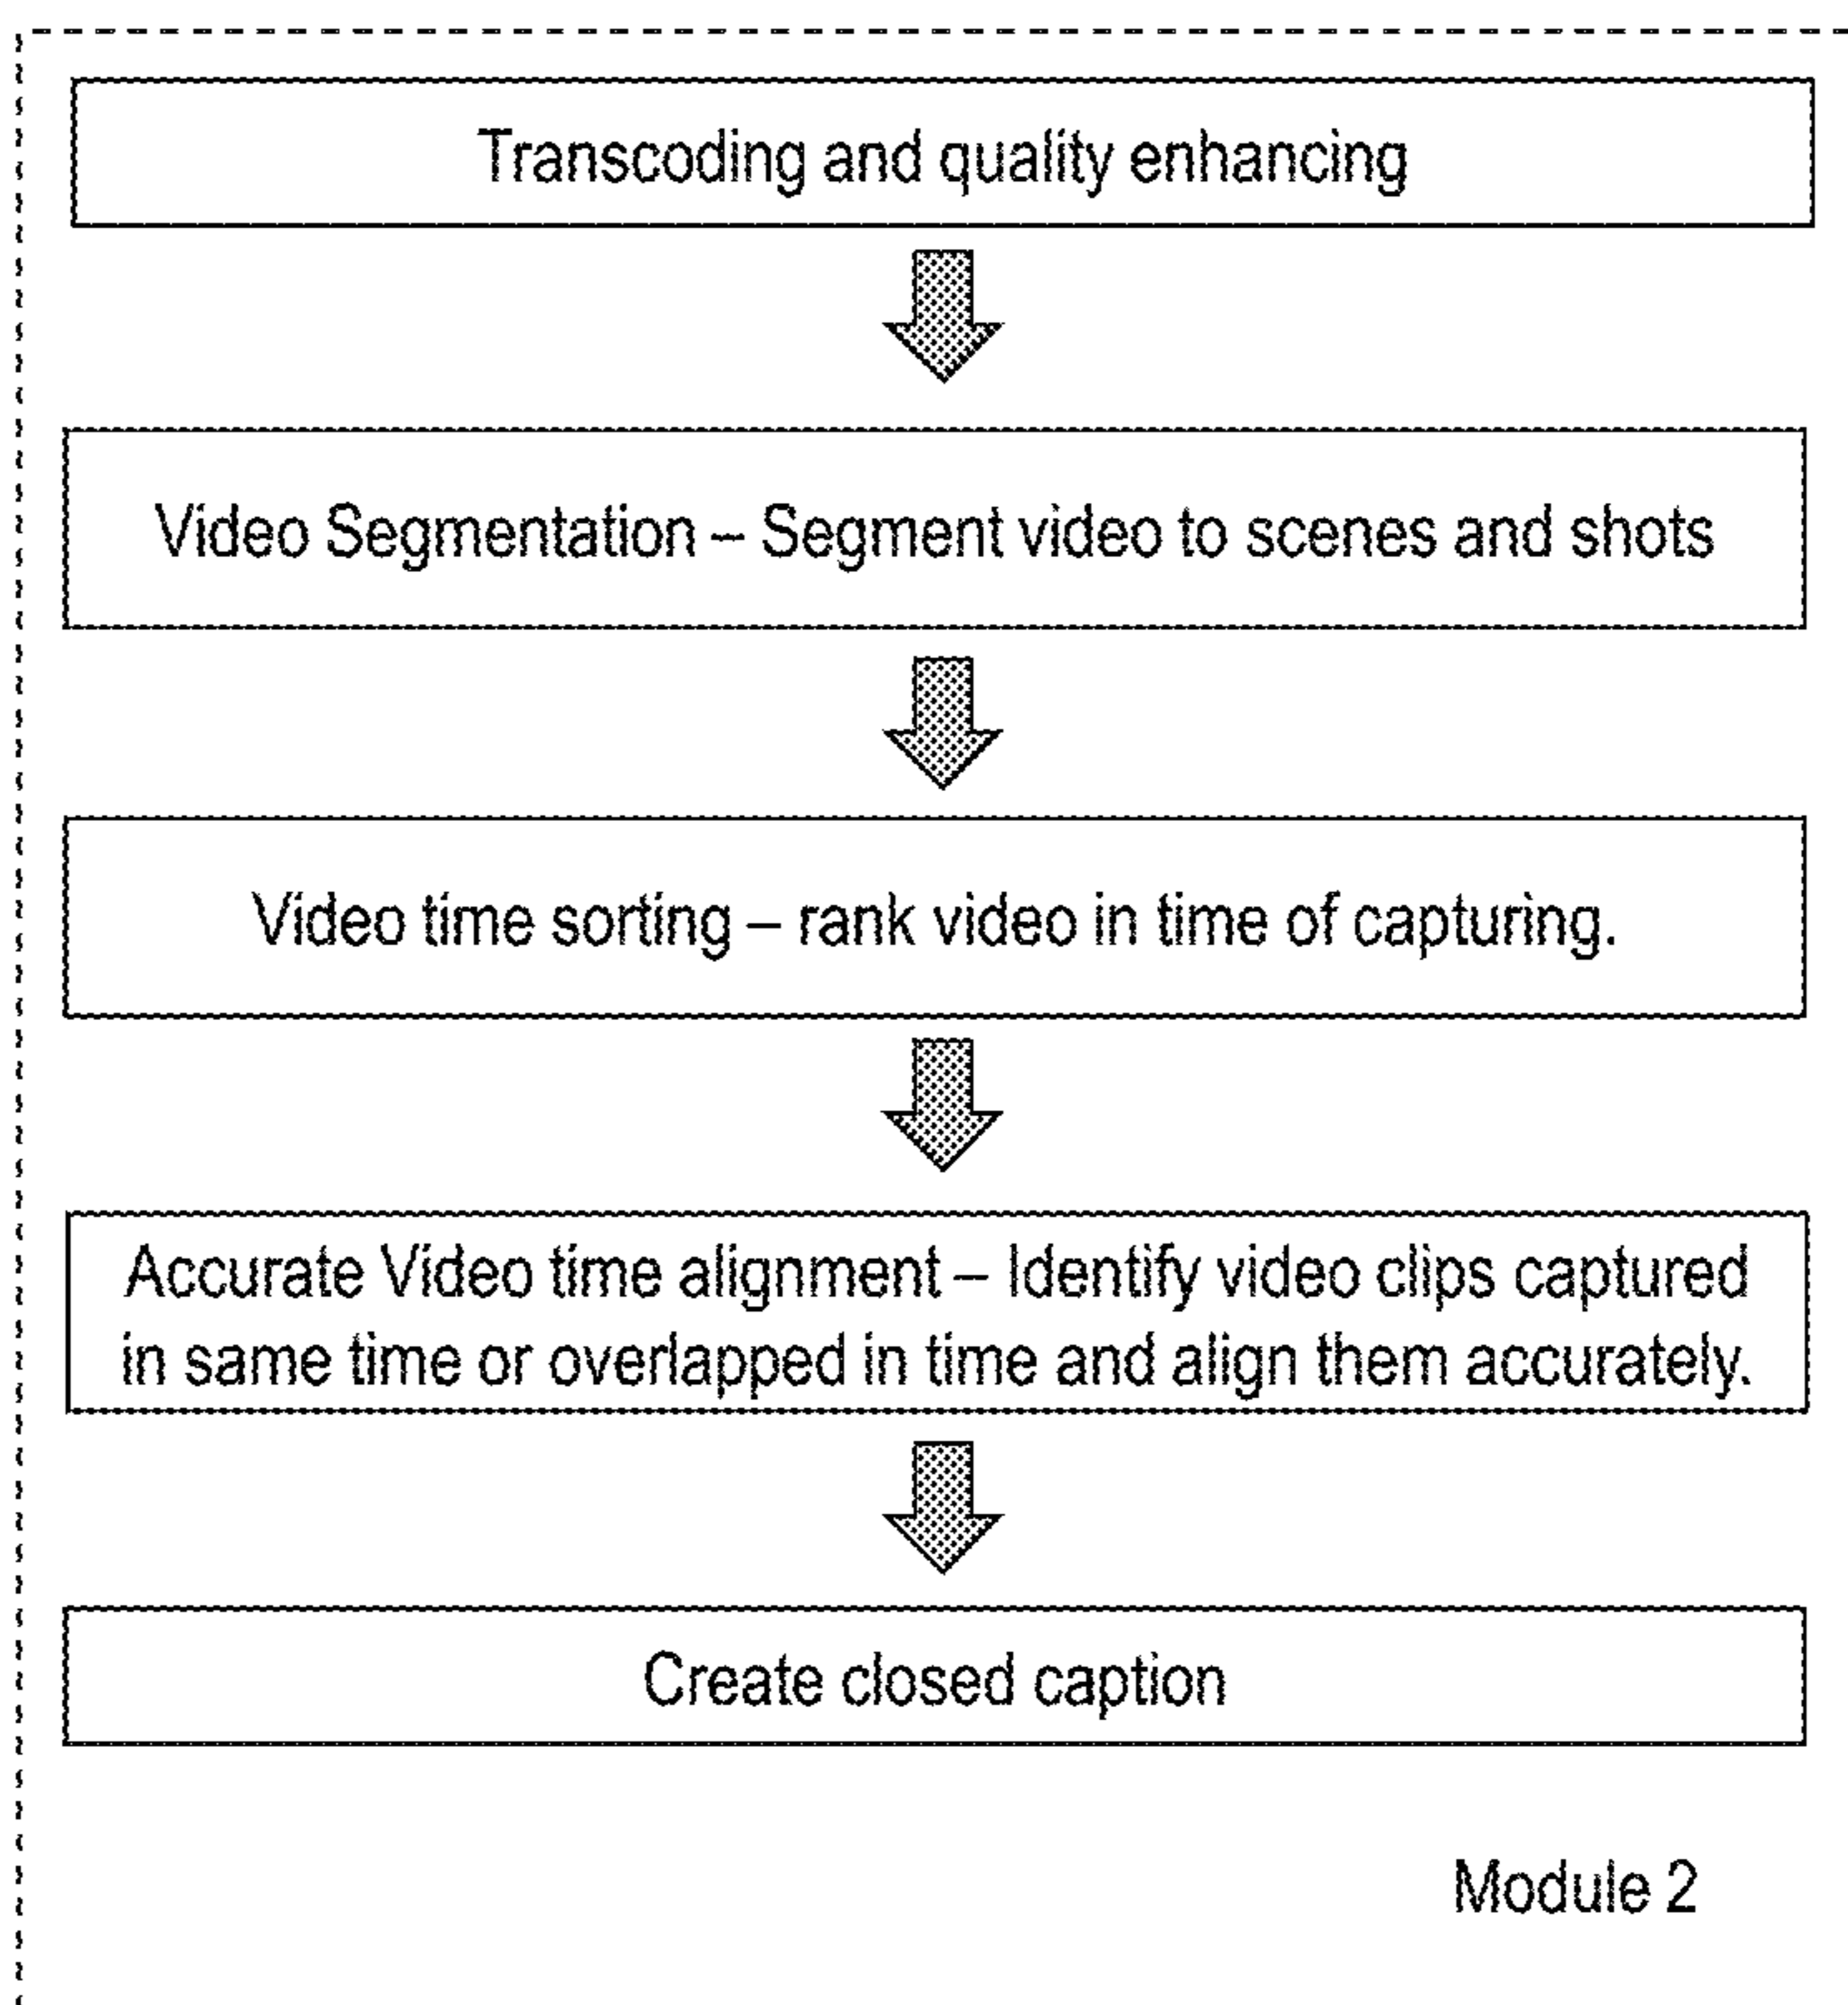 Transcoding and quality enhancing
Video Segmentation – Segment video to scenes and shots
Video time sorting – rank video in time of capturing.
Accurate Video time alignment – Identify video clips captured
in same time or overlapped in time and align them accurately.
Create closed caption
Module 2